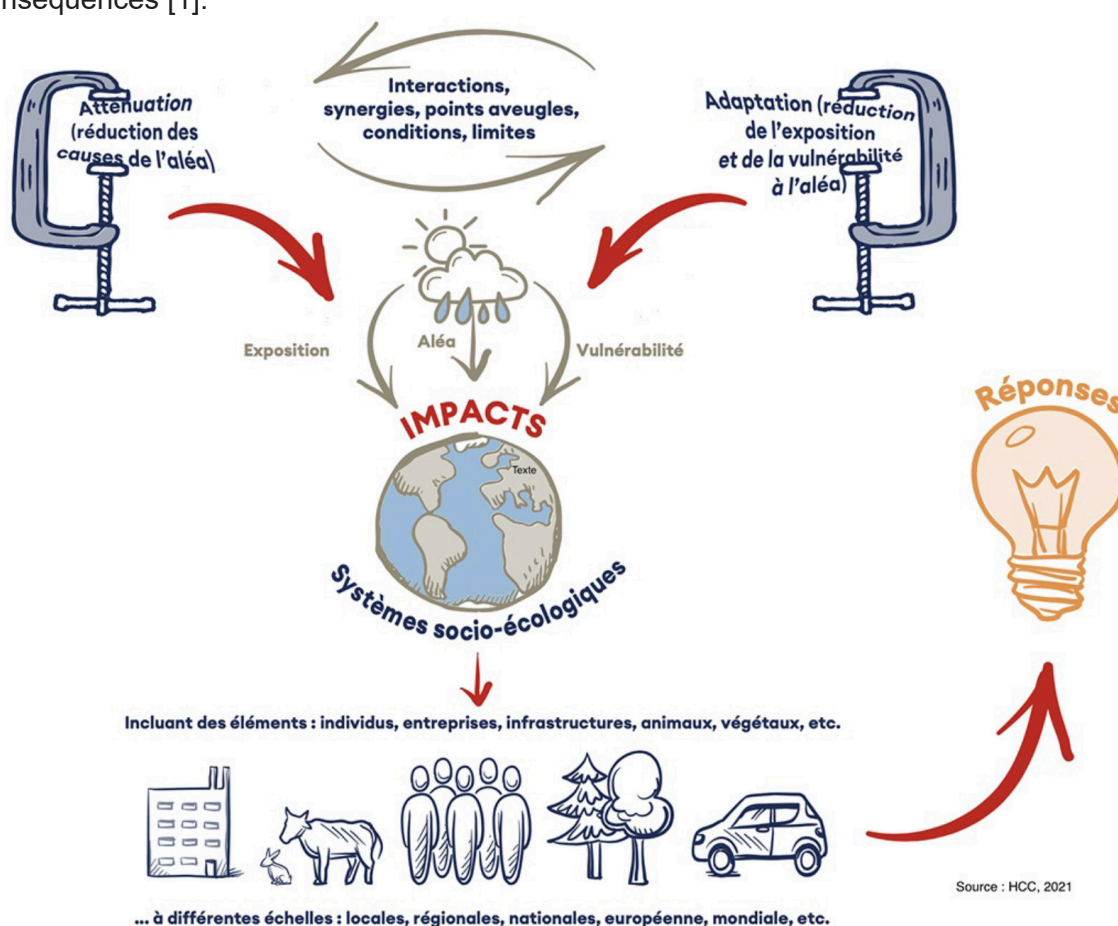 nséquences [1].
Interactions,
synergies, points aveugles,
conditions, limites
Atténuation
(réduction des
causes de l'aléa)
Adaptation (réduction
de l'exposition
et de la vulnérabilité
à l'aléa)
Exposition
Aléa
Vulnérabilité
IMPACTS
Texte
Systèmes socio-écologiques
Réponses
Incluant des éléments : individus, entreprises, infrastructures, animaux, végétaux, etc.
Source : HCC, 2021
... à différentes échelles : locales, régionales, nationales, européenne, mondiale, etc.